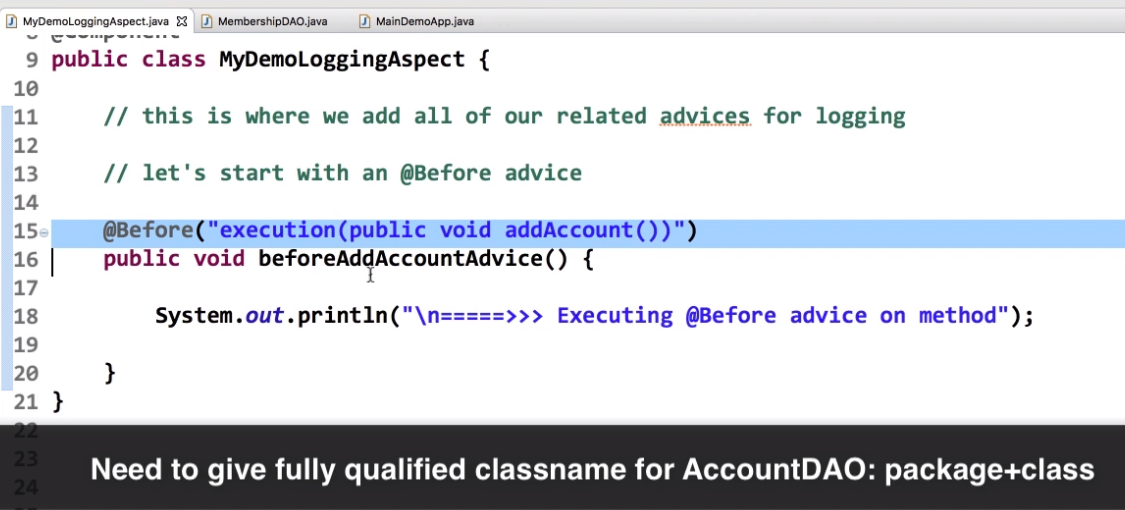 MyDemoLoggingAspect.java MembershipDAO.java MainDemoApp.java
8 @Component
9 public class MyDemoLoggingAspect {
10
11 // this is where we add all of our related advices for logging
12
13 // let's start with an @Before advice
14
15 @Before("execution(public void addAccount())")
16 public void beforeAddAccountAdvice() {
17
18 System.out.println("\n=====>>> Executing @Before advice on method");
19
20 }
21 }
22
23
24
Need to give fully qualified classname for AccountDAO: package+class